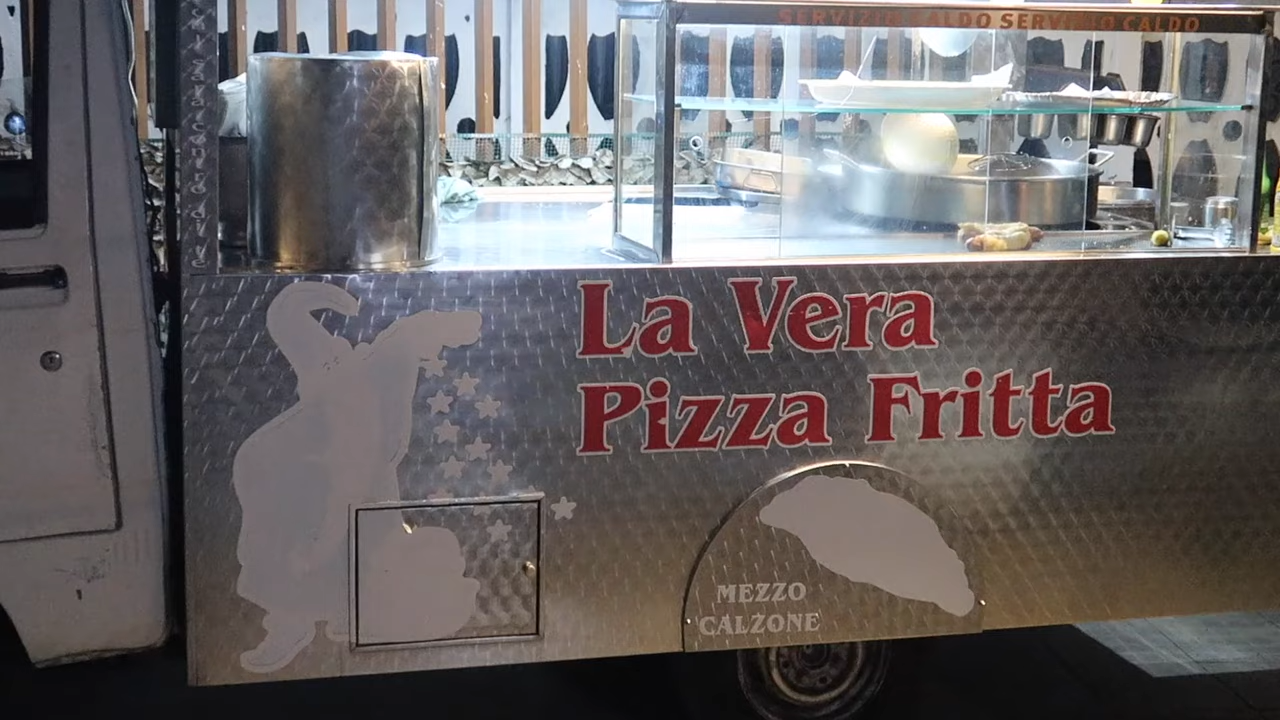 SERVIZIO CALDO SERVIZIO CALDO
La Vera
Pizza Fritta
MEZZO
CALZONE